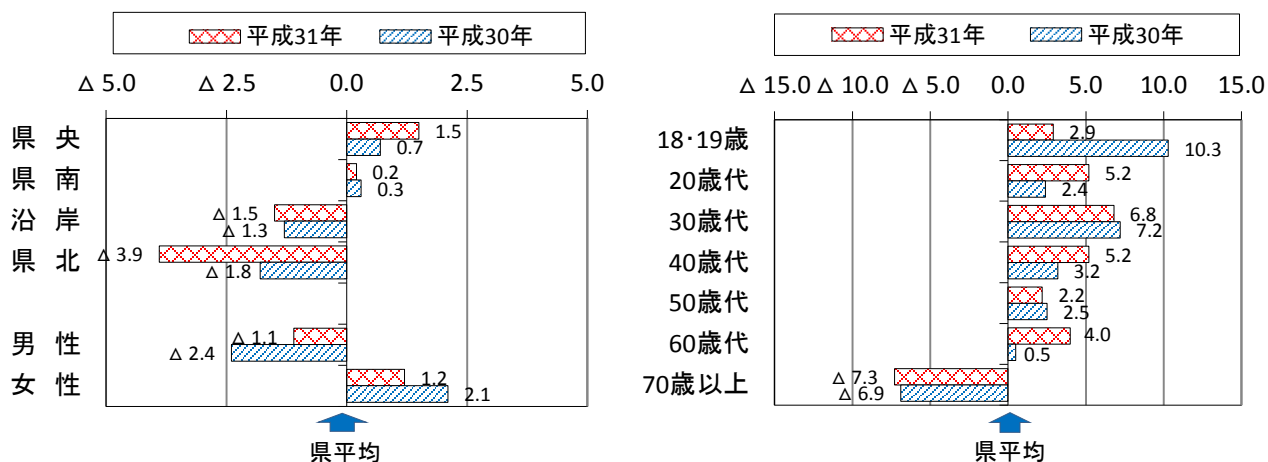 平成31年 平成30年
△ 5.0 △ 2.5 0.0 2.5 5.0
県 央 1.5
0.7
県 南 0.2
0.3
沿 岸 △ 1.5
△ 1.3
県 北 △ 3.9
△ 1.8
男 性 △ 1.1
△ 2.4
女 性 1.2
2.1
県平均
平成31年 平成30年
△ 15.0 △ 10.0 △ 5.0 0.0 5.0 10.0 15.0
18･19歳 2.9
10.3
20歳代 5.2
2.4
30歳代 6.8
7.2
40歳代 5.2
3.2
50歳代 2.2
2.5
60歳代 4.0
0.5
70歳以上 △ 7.3
△ 6.9
県平均